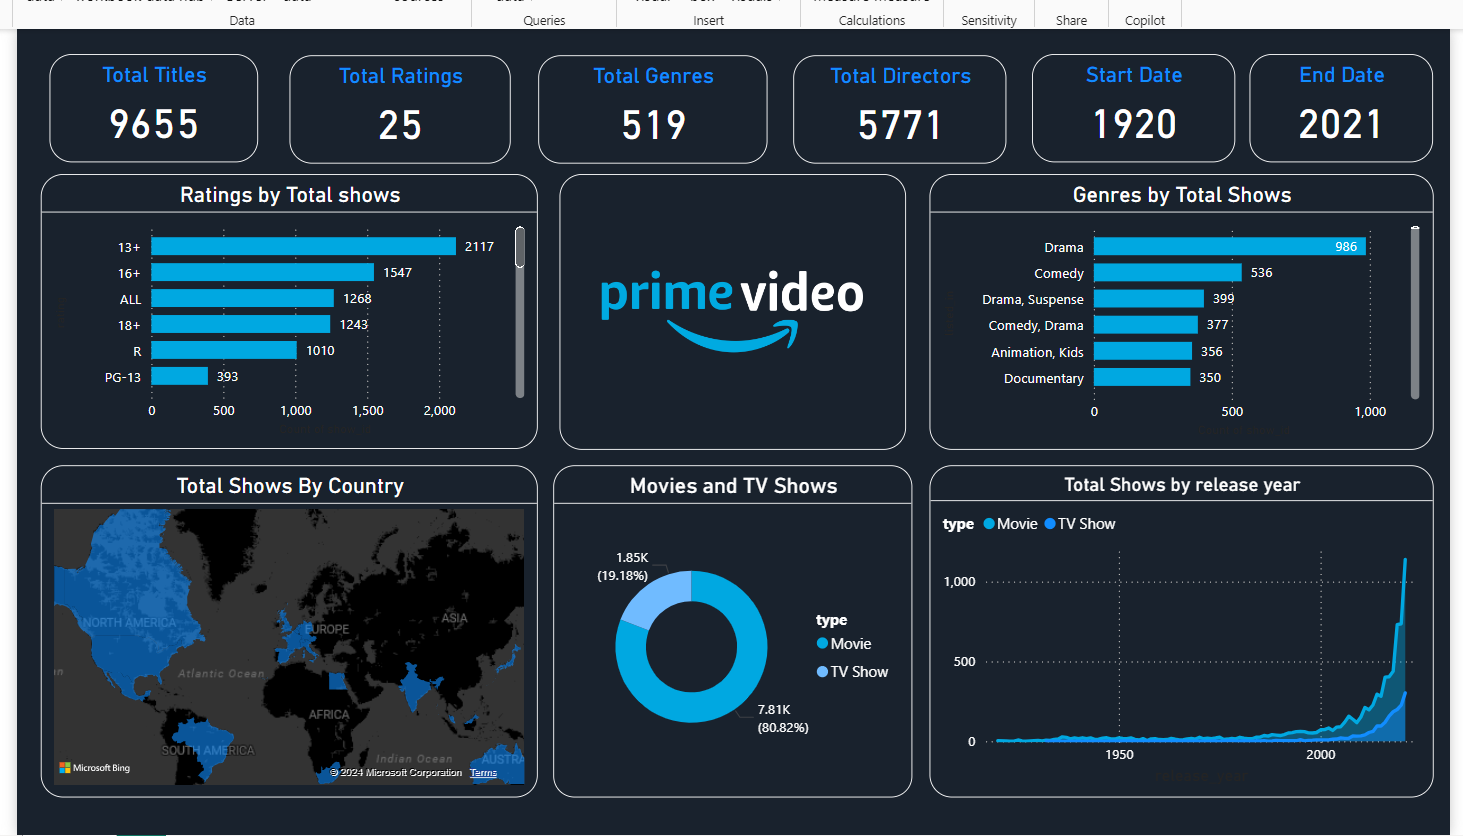 Data
Queries
Insert
Calculations
Sensitivity
Share
Copilot
Total Titles
9655
Total Ratings
25
Total Genres
519
Total Directors
5771
Start Date
1920
End Date
2021
Ratings by Total shows
13+
2117
16+
1547
ALL
1268
18+
1243
R
1010
PG-13
393
0
500
1,000
1,500
2,000
prime video
Genres by Total Shows
Drama
986
Comedy
536
Drama, Suspense
399
Comedy, Drama
377
Animation, Kids
356
Documentary
350
0
500
1,000
Total Shows By Country
NORTH AMERICA
EUROPE
ASIA
Atlantic Ocean
AFRICA
SOUTH AMERICA
Indian Ocean
AUSTRA
Microsoft Bing
© 2024 Microsoft Corporation Terms
Movies and TV Shows
1.85K
(19.18%)
7.81K
(80.82%)
type
Movie
TV Show
Total Shows by release year
type Movie TV Show
1,000
500
0
1950
2000